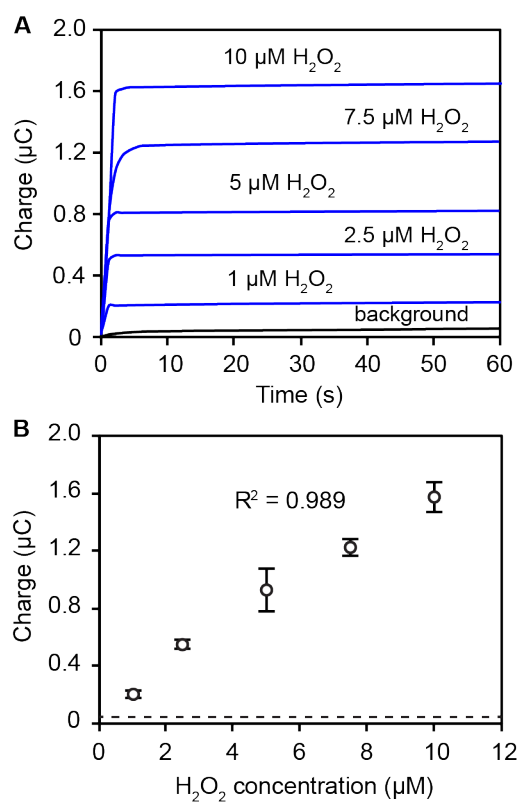 A
2.0
1.6
1.2
0.8
0.4
0
Charge (µC)
10 µM H₂O₂
7.5 µM H₂O₂
5 µM H₂O₂
2.5 µM H₂O₂
1 µM H₂O₂
background
0 10 20 30 40 50 60
Time (s)
B
2.0
1.6
1.2
0.8
0.4
0
Charge (µC)
R² = 0.989
0 2 4 6 8 10 12
H₂O₂ concentration (µM)